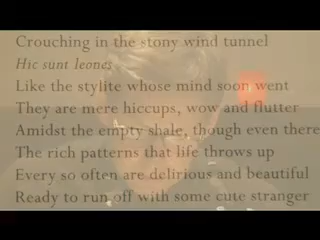 Crouching in the stony wind tunnel
Hic sunt leones
Like the stylite whose mind soon went
They are mere hiccups, wow and flutter
Amidst the empty shale, though even there
The rich patterns that life throws up
Every so often are delirious and beautiful
Ready to run off with some cute stranger